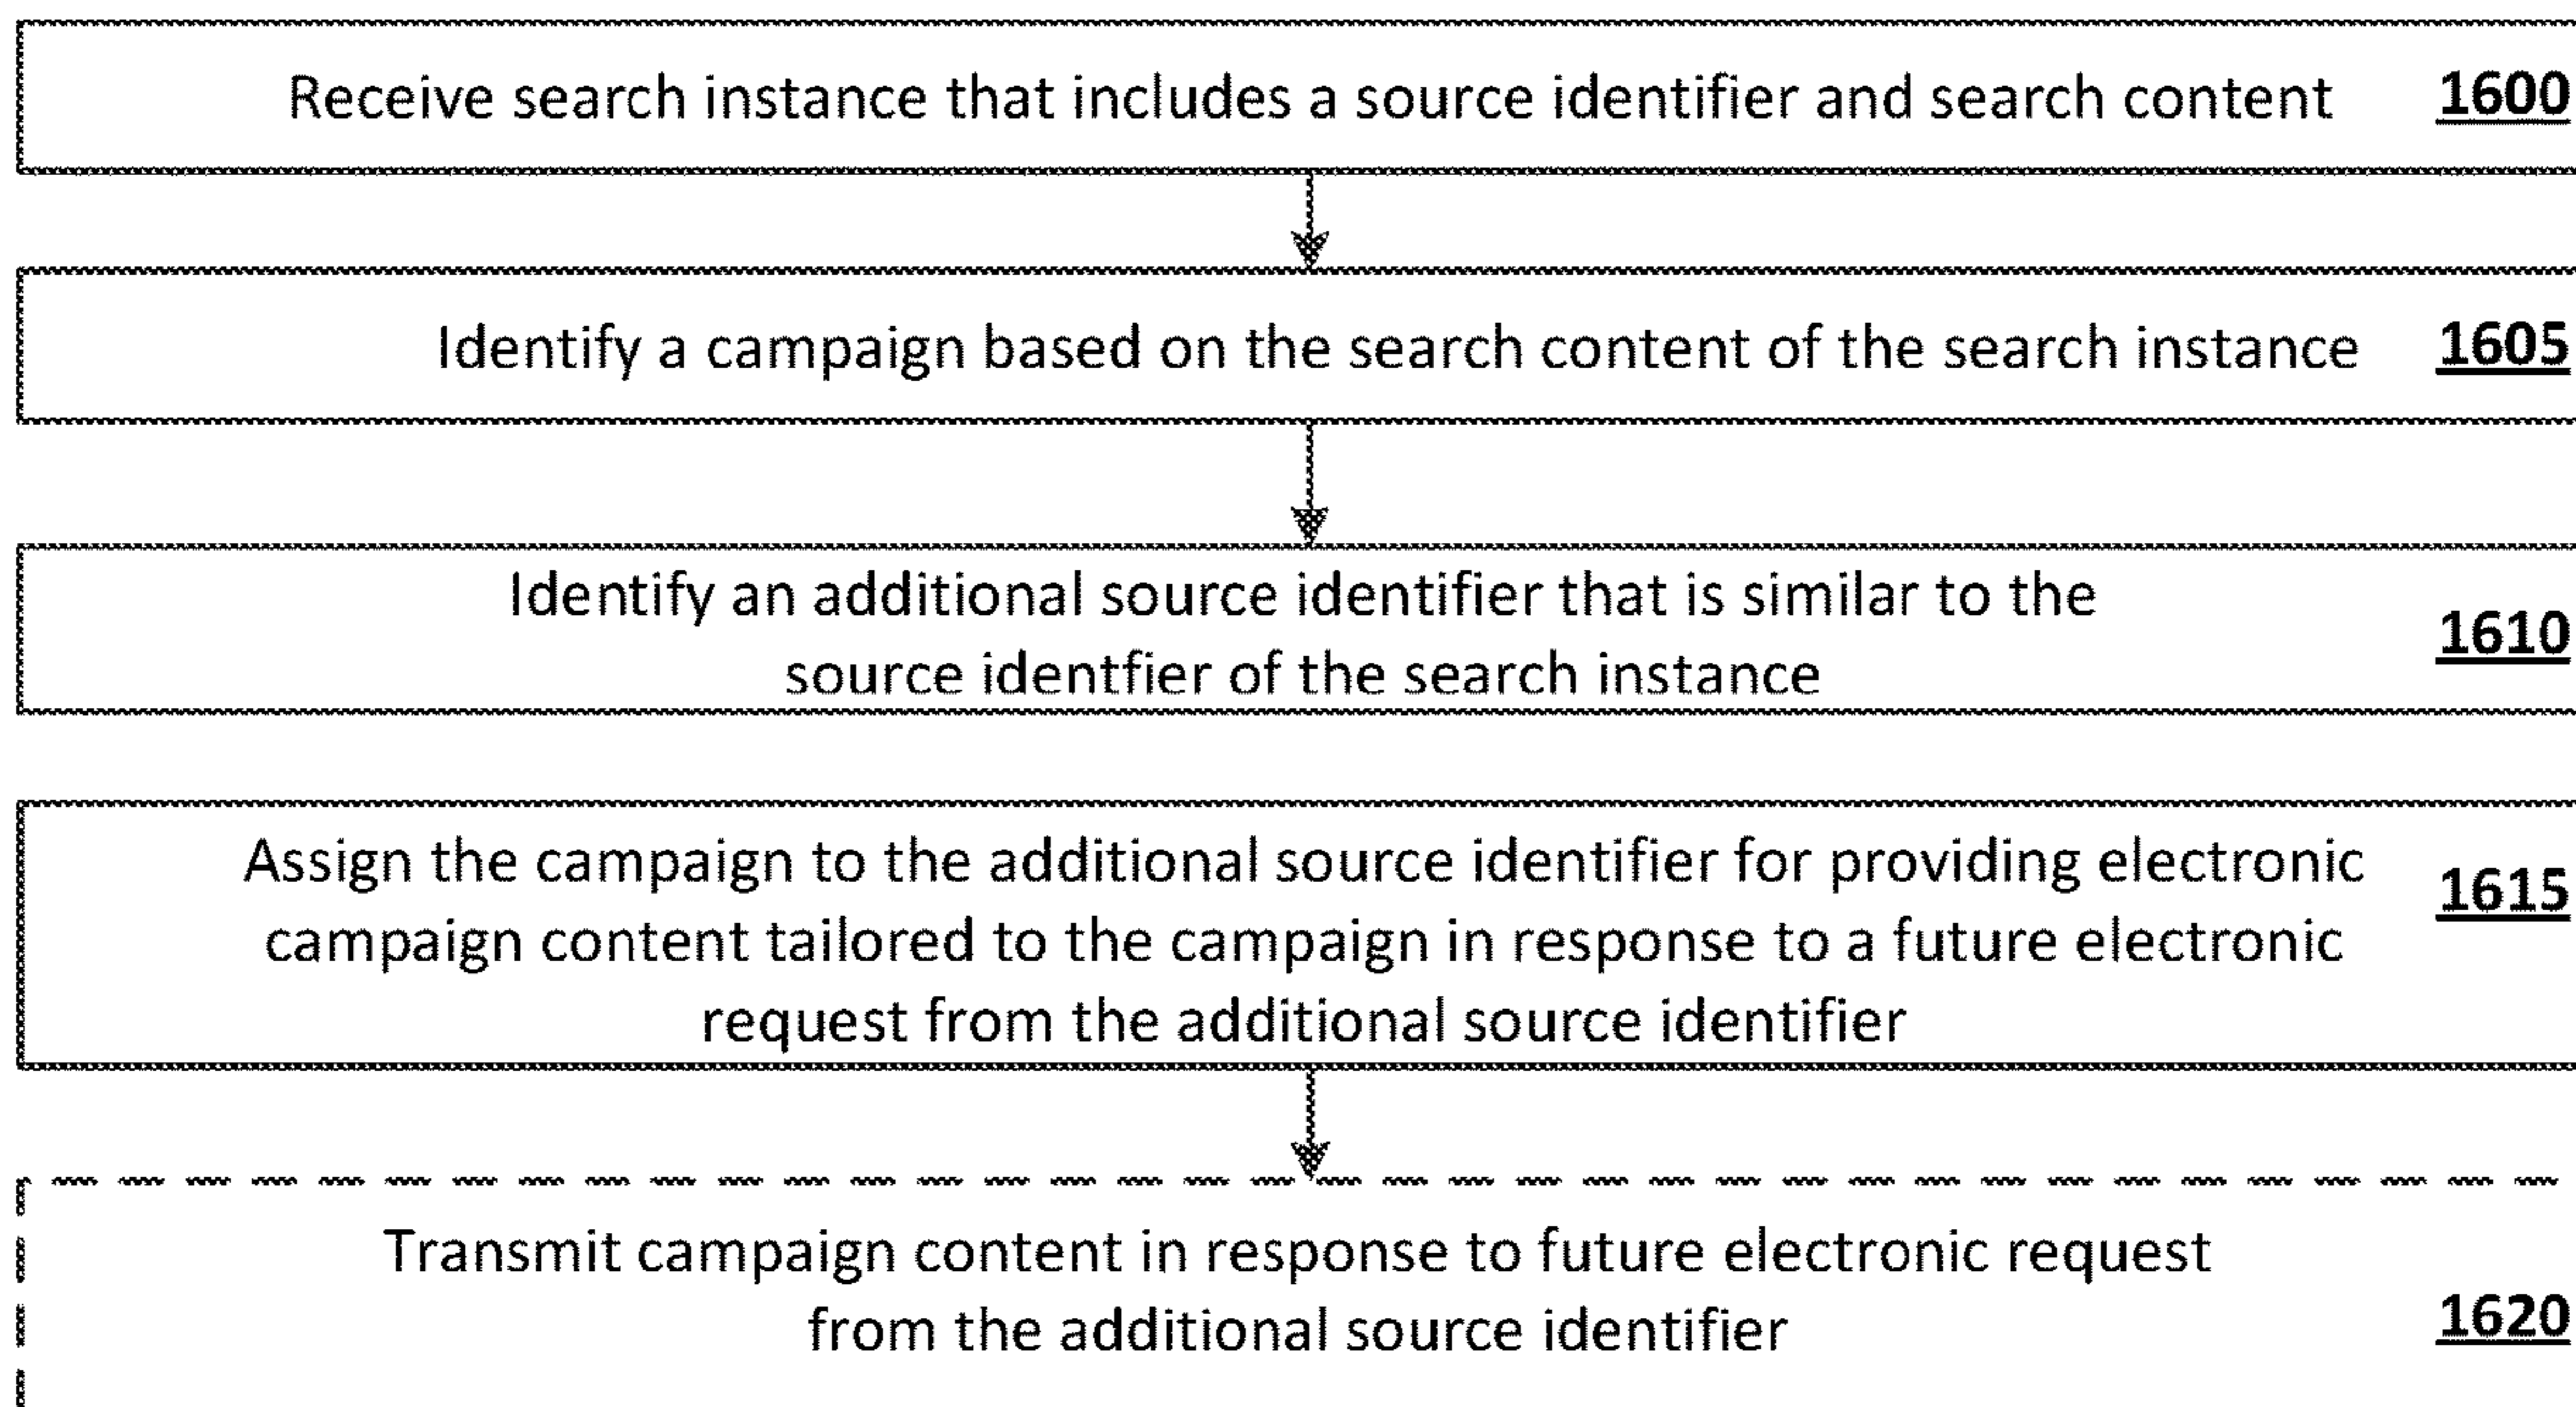 Receive search instance that includes a source identifier and search content 1600
Identify a campaign based on the search content of the search instance 1605
Identify an additional source identifier that is similar to the
source identfier of the search instance
1610
Assign the campaign to the additional source identifier for providing electronic
1615
campaign content tailored to the campaign in response to a future electronic
request from the additional source identifier
Transmit campaign content in response to future electronic request
from the additional source identifier
1620